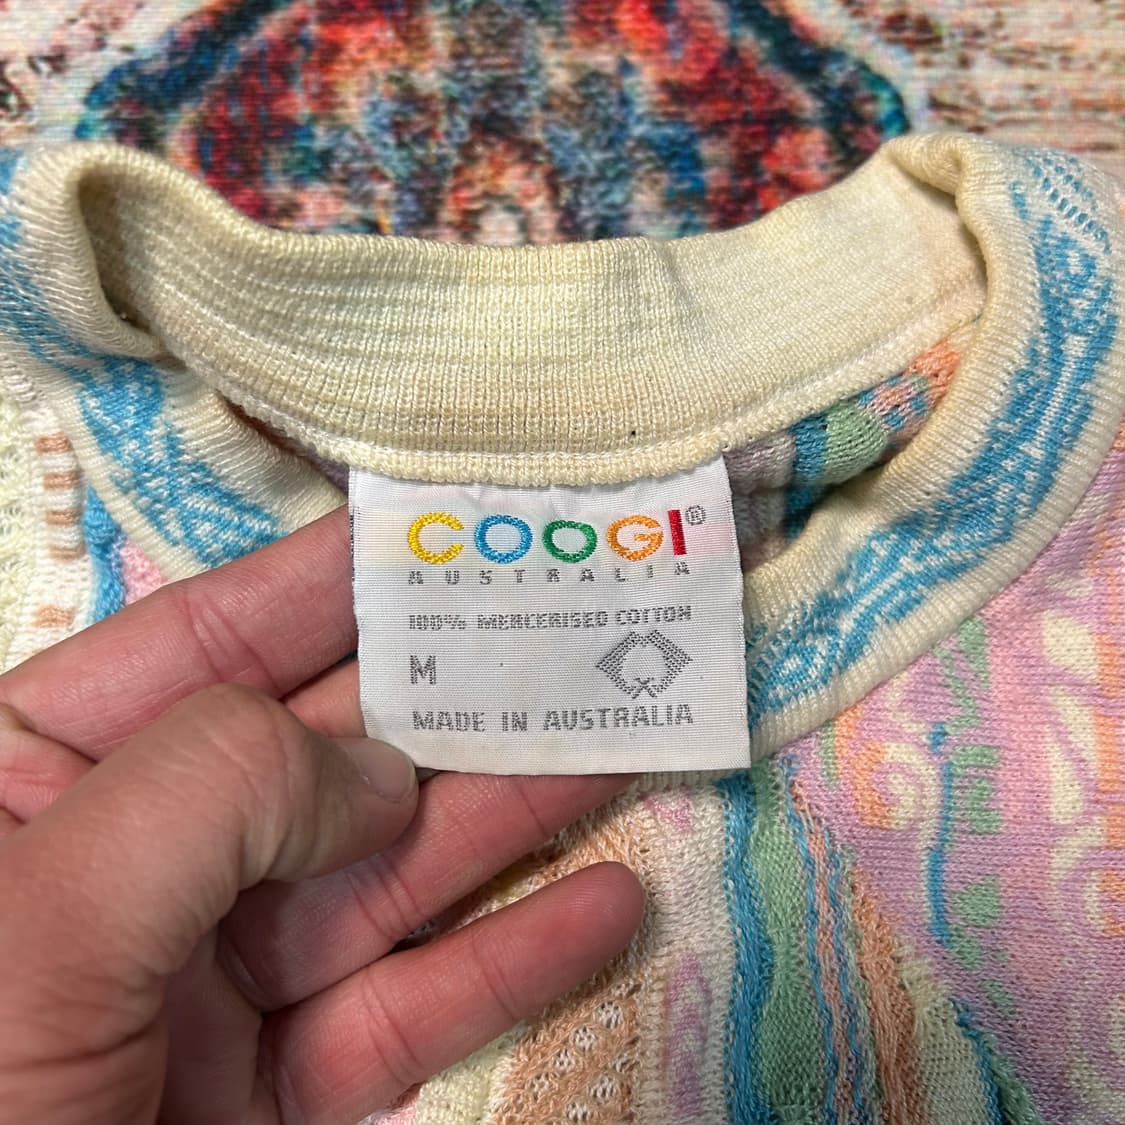 COOGI®
AUSTRALIA
100% MERCERISED COTTON
M
MADE IN AUSTRALIA